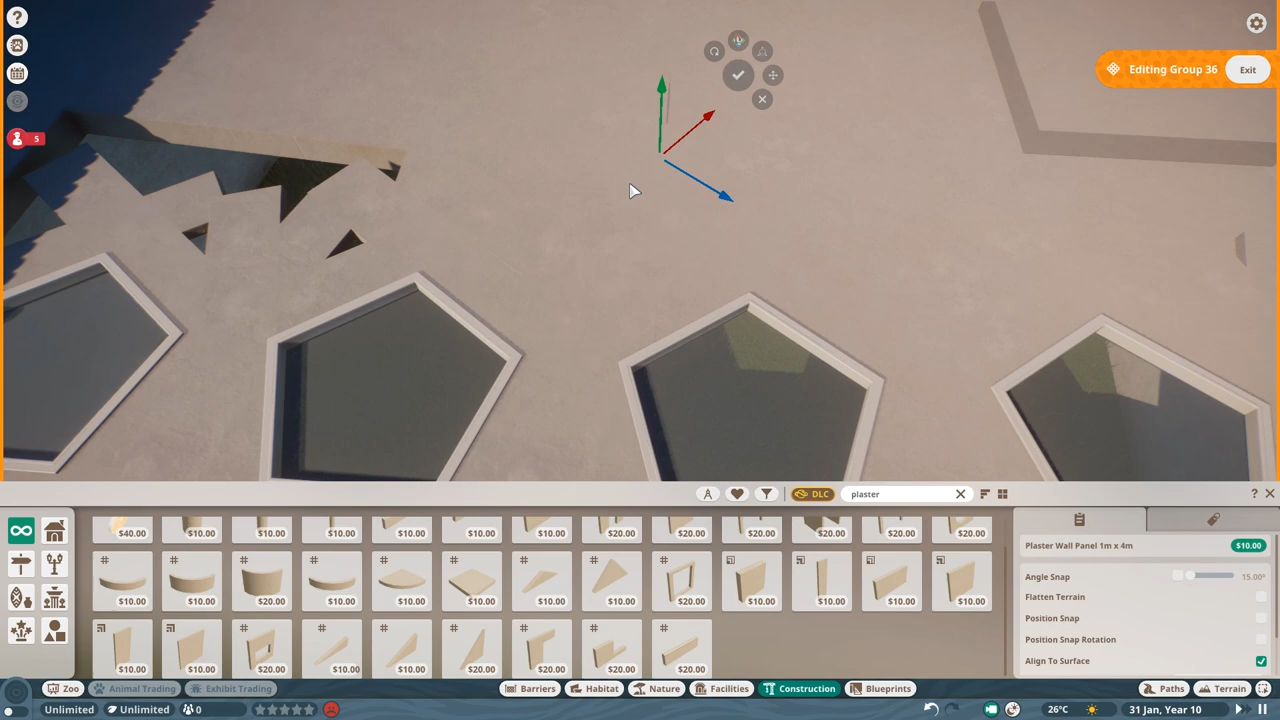 ?
5
Editing Group 36
Exit
DLC
plaster
?
$40.00 $10.00 $10.00 $10.00 $10.00 $10.00 $10.00 $20.00 $20.00 $10.00 $20.00 $10.00 $20.00
$10.00 $10.00 $20.00 $10.00 $10.00 $10.00 $10.00 $10.00 $20.00 $10.00 $10.00 $10.00 $10.00
$10.00 $10.00 $20.00 $10.00 $10.00 $20.00 $10.00 $20.00 $20.00
Plaster Wall Panel 1m x 4m
$10.00
Angle Snap
15.00°
Flatten Terrain
Position Snap
Position Snap Rotation
Align To Surface
Zoo
Animal Trading
Exhibit Trading
Barriers
Habitat
Nature
Facilities
Construction
Blueprints
Paths
Terrain
Unlimited
Unlimited
0
26°C
31 Jan, Year 10